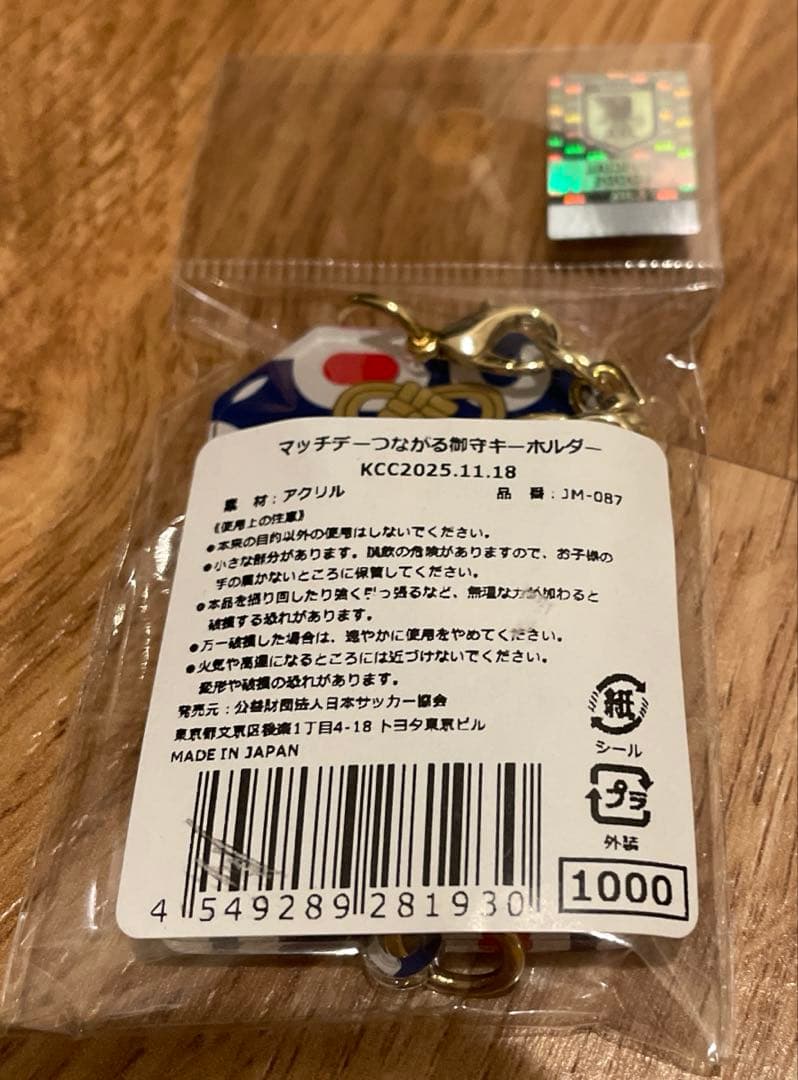 マッチデーつながる御守キーホルダー
KCC2025.11.18
素 材：アクリル 品 番：JM-087
《使用上の注意》
●本来の目的以外の使用はしないでください。
●小さな部分があります。誤飲の危険がありますので、お子様の
手の届かないところに保管してください。
●本品を振り回したり強く引っ張るなど、無理な力が加わると
破損する恐れがあります。
●万一破損した場合は、速やかに使用をやめてください。
●火気や高温になるところには近づけないでください。
変形や破損の恐れがあります。
発売元：公益財団法人日本サッカー協会
東京都文京区後楽1丁目4-18 トヨタ東京ビル
MADE IN JAPAN
紙
シール
プラ
外装
1000
4 549289 281930